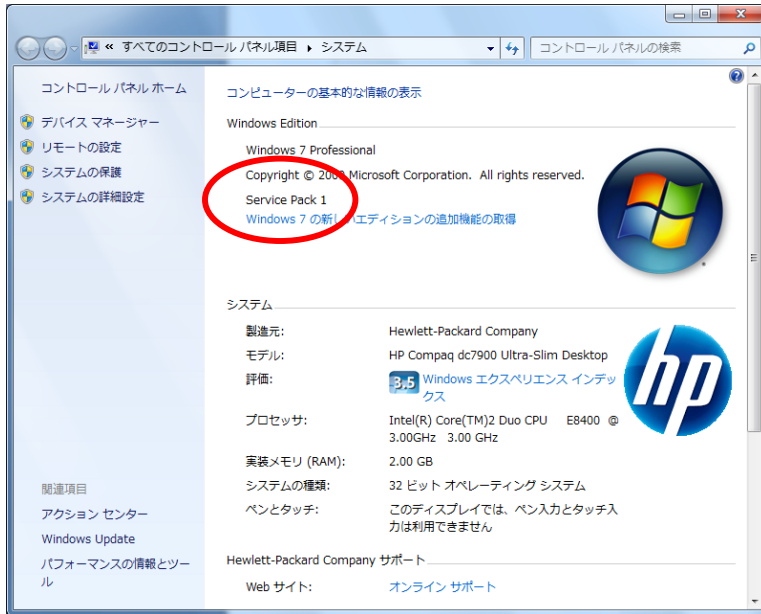 « すべてのコントロール パネル項目 ▸ システム
コントロール パネルの検索
コントロール パネル ホーム
デバイス マネージャー
リモートの設定
システムの保護
システムの詳細設定
関連項目
アクション センター
Windows Update
パフォーマンスの情報とツー
ル
コンピューターの基本的な情報の表示
Windows Edition
Windows 7 Professional
Copyright © 2009 Microsoft Corporation. All rights reserved.
Service Pack 1
Windows 7 の新しいエディションの追加機能の取得
システム
製造元: Hewlett-Packard Company
モデル: HP Compaq dc7900 Ultra-Slim Desktop
評価: 3.5 Windows エクスペリエンス インデッ
クス
プロセッサ: Intel(R) Core(TM)2 Duo CPU E8400 @
3.00GHz 3.00 GHz
実装メモリ (RAM): 2.00 GB
システムの種類: 32 ビット オペレーティング システム
ペンとタッチ: このディスプレイでは、ペン入力とタッチ入
力は利用できません
hp
Hewlett-Packard Company サポート
Web サイト: オンライン サポート